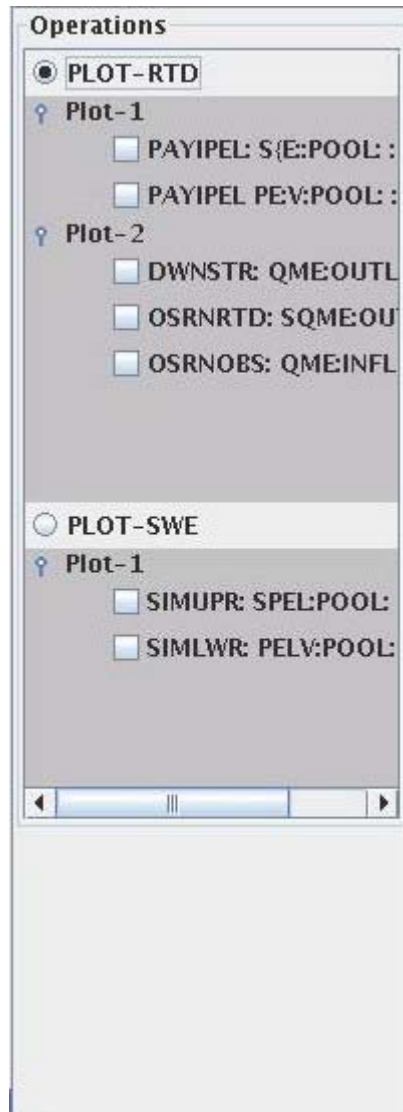 Operations
PLOT-RTD
Plot-1
PAYIPEL: S{E::POOL: :
PAYIPEL PE:V:POOL: :
Plot-2
DWNSTR: QME:OUTL
OSRNRTD: SQME:OU
OSRNOBS: QME:INFL
PLOT-SWE
Plot-1
SIMUPR: SPEL:POOL:
SIMLWR: PELV:POOL: